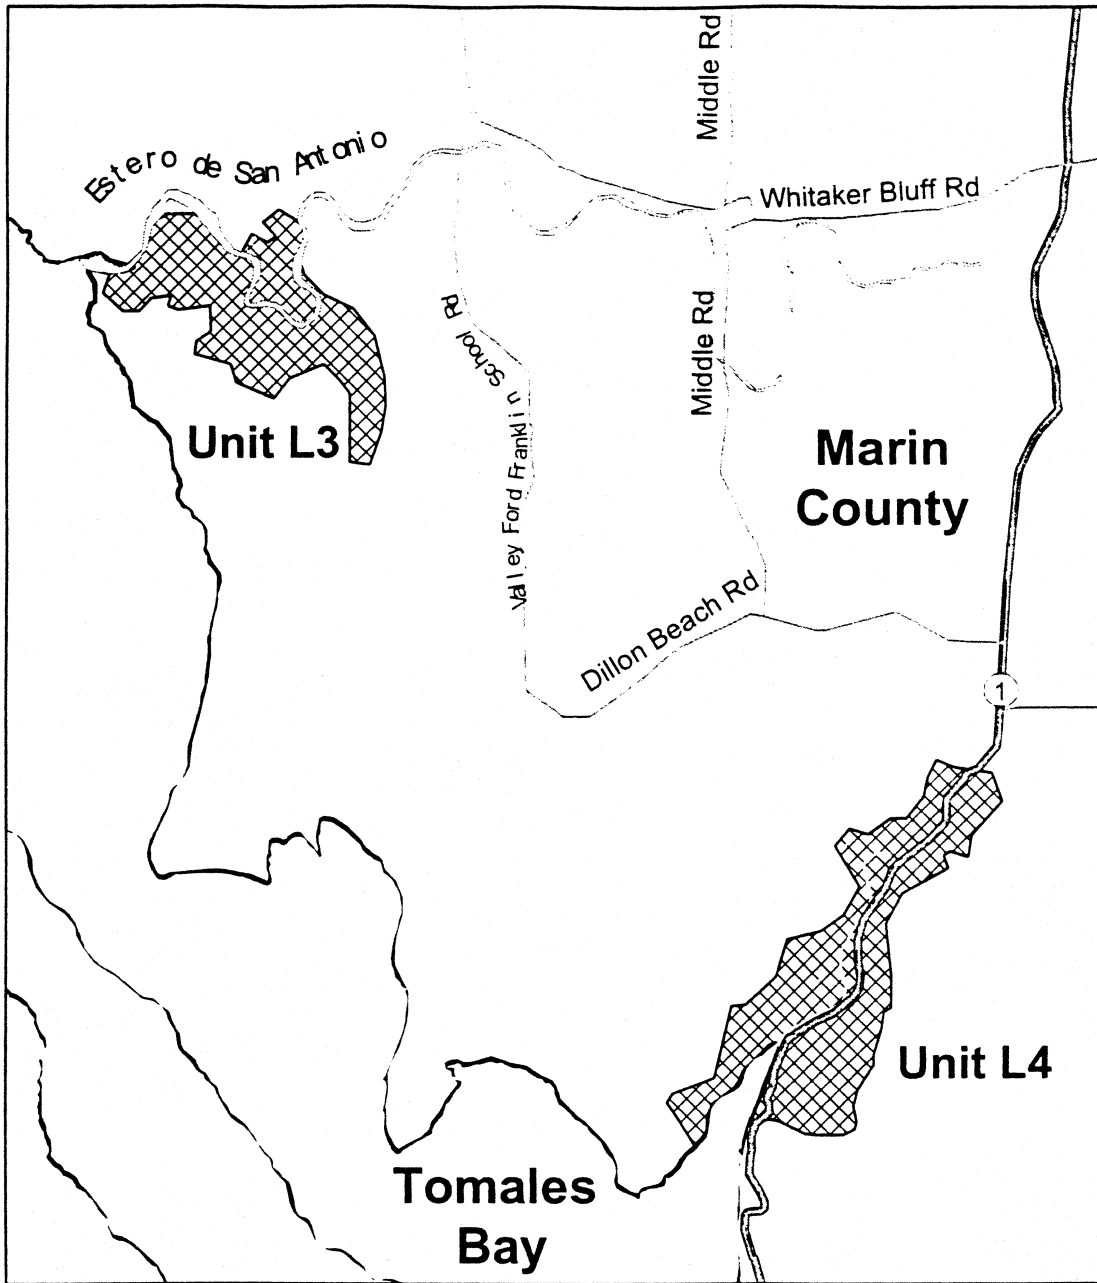 Middle Rd
Estero de San Antonio
Whitaker Bluff Rd
Valley Ford Franklin School Rd
Middle Rd
Unit L3
Marin
County
Dillon Beach Rd
1
Unit L4
Tomales
Bay